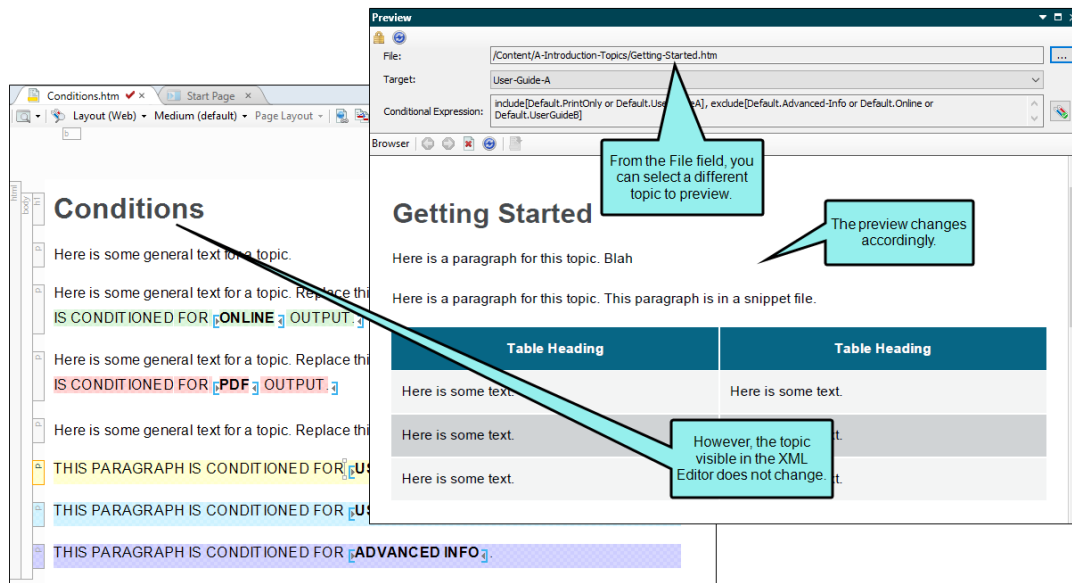 Preview
File:
/Content/A-Introduction-Topics/Getting-Started.htm
...
Target:
User-Guide-A
Conditional Expression:
include[Default.PrintOnly or Default.Use eA] , exclude[Default.Advanced-Info or Default.Online or
Default.UserGuideB]
Browser
From the File field, you
can select a different
topic to preview.
Getting Started
The preview changes
accordingly.
Here is a paragraph for this topic. Blah
Here is a paragraph for this topic. This paragraph is in a snippet file.
Table Heading
Table Heading
Here is some text.
Here is some text.
Here is some text.
xt.
Here is some text.
xt.
However, the topic
visible in the XML
Editor does not change.
Conditions.htm
Start Page
Layout (Web)
Medium (default)
Page Layout
b
html
body
h1
Conditions
p
Here is some general text for a topic.
p
Here is some general text for a topic. Replace thi
IS CONDITIONED FOR ONLINE OUTPUT.
p
Here is some general text for a topic. Replace thi
IS CONDITIONED FOR PDF OUTPUT.
p
Here is some general text for a topic. Replace thi
p
THIS PARAGRAPH IS CONDITIONED FOR US
p
THIS PARAGRAPH IS CONDITIONED FOR US
p
THIS PARAGRAPH IS CONDITIONED FOR ADVANCED INFO.